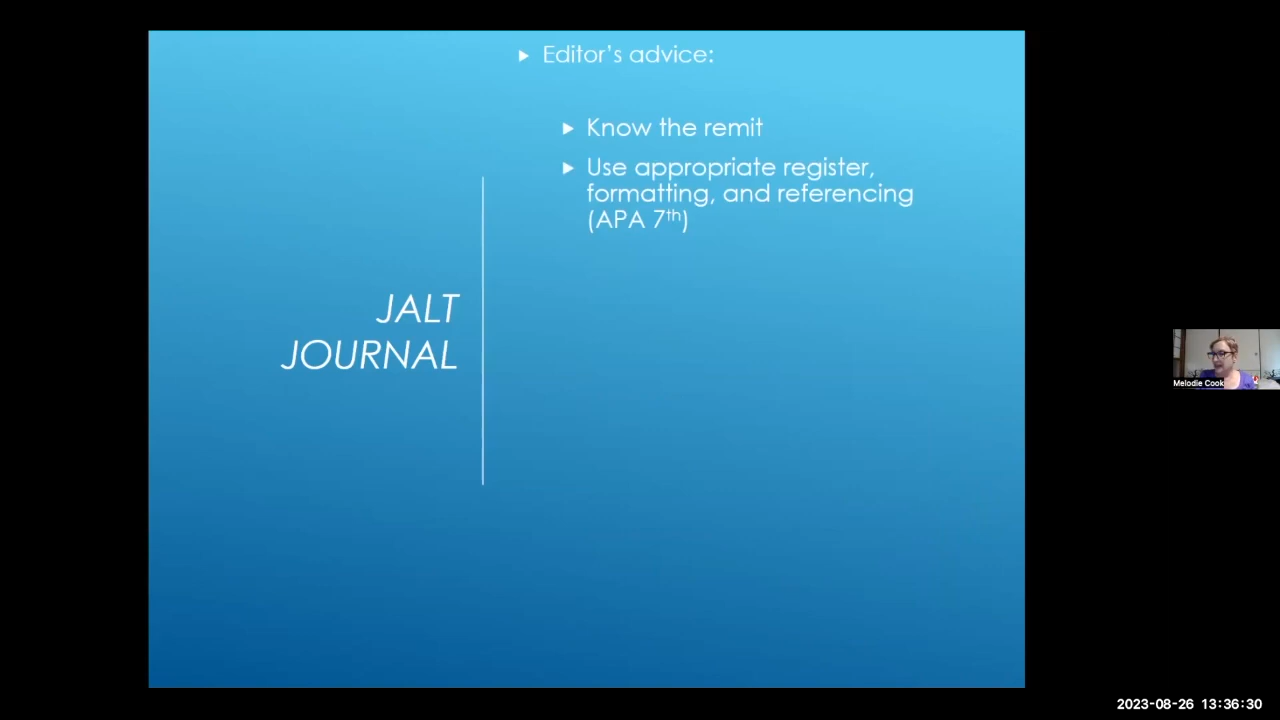 Editor's advice:
Know the remit
Use appropriate register,
formatting, and referencing
(APA 7th)
JALT
JOURNAL
Melodie Cook
2023-08-26 13:36:30